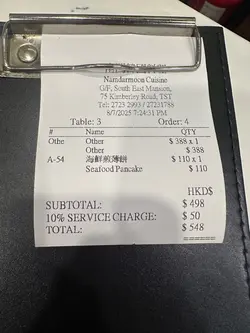 Namdarmoon Cuisine
G/F, South East Mansion,
75 Kimberley Road, TST
Tel: 2723 2993/ 27231788
8/7/2025 7:24:31 PM
Table: 3 Order: 4
# Name QTY
Othe Other $ 388 x 1
Other $ 388
A-54 海鮮煎薄餅 $ 110 x 1
Seafood Pancake $ 110
HKD$
SUBTOTAL: $ 498
10% SERVICE CHARGE: $ 50
TOTAL: $ 548